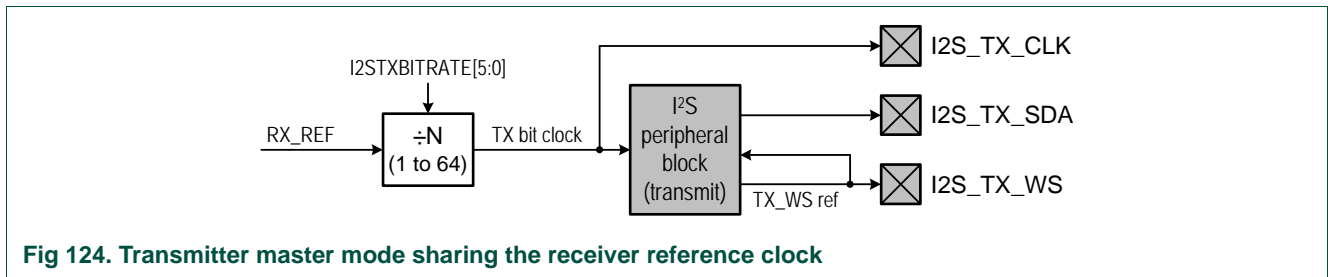 I2STXBITRATE[5:0]
RX_REF
÷N
(1 to 64)
TX bit clock
I²S
peripheral
block
(transmit)
TX_WS ref
I2S_TX_CLK
I2S_TX_SDA
I2S_TX_WS
Fig 124. Transmitter master mode sharing the receiver reference clock